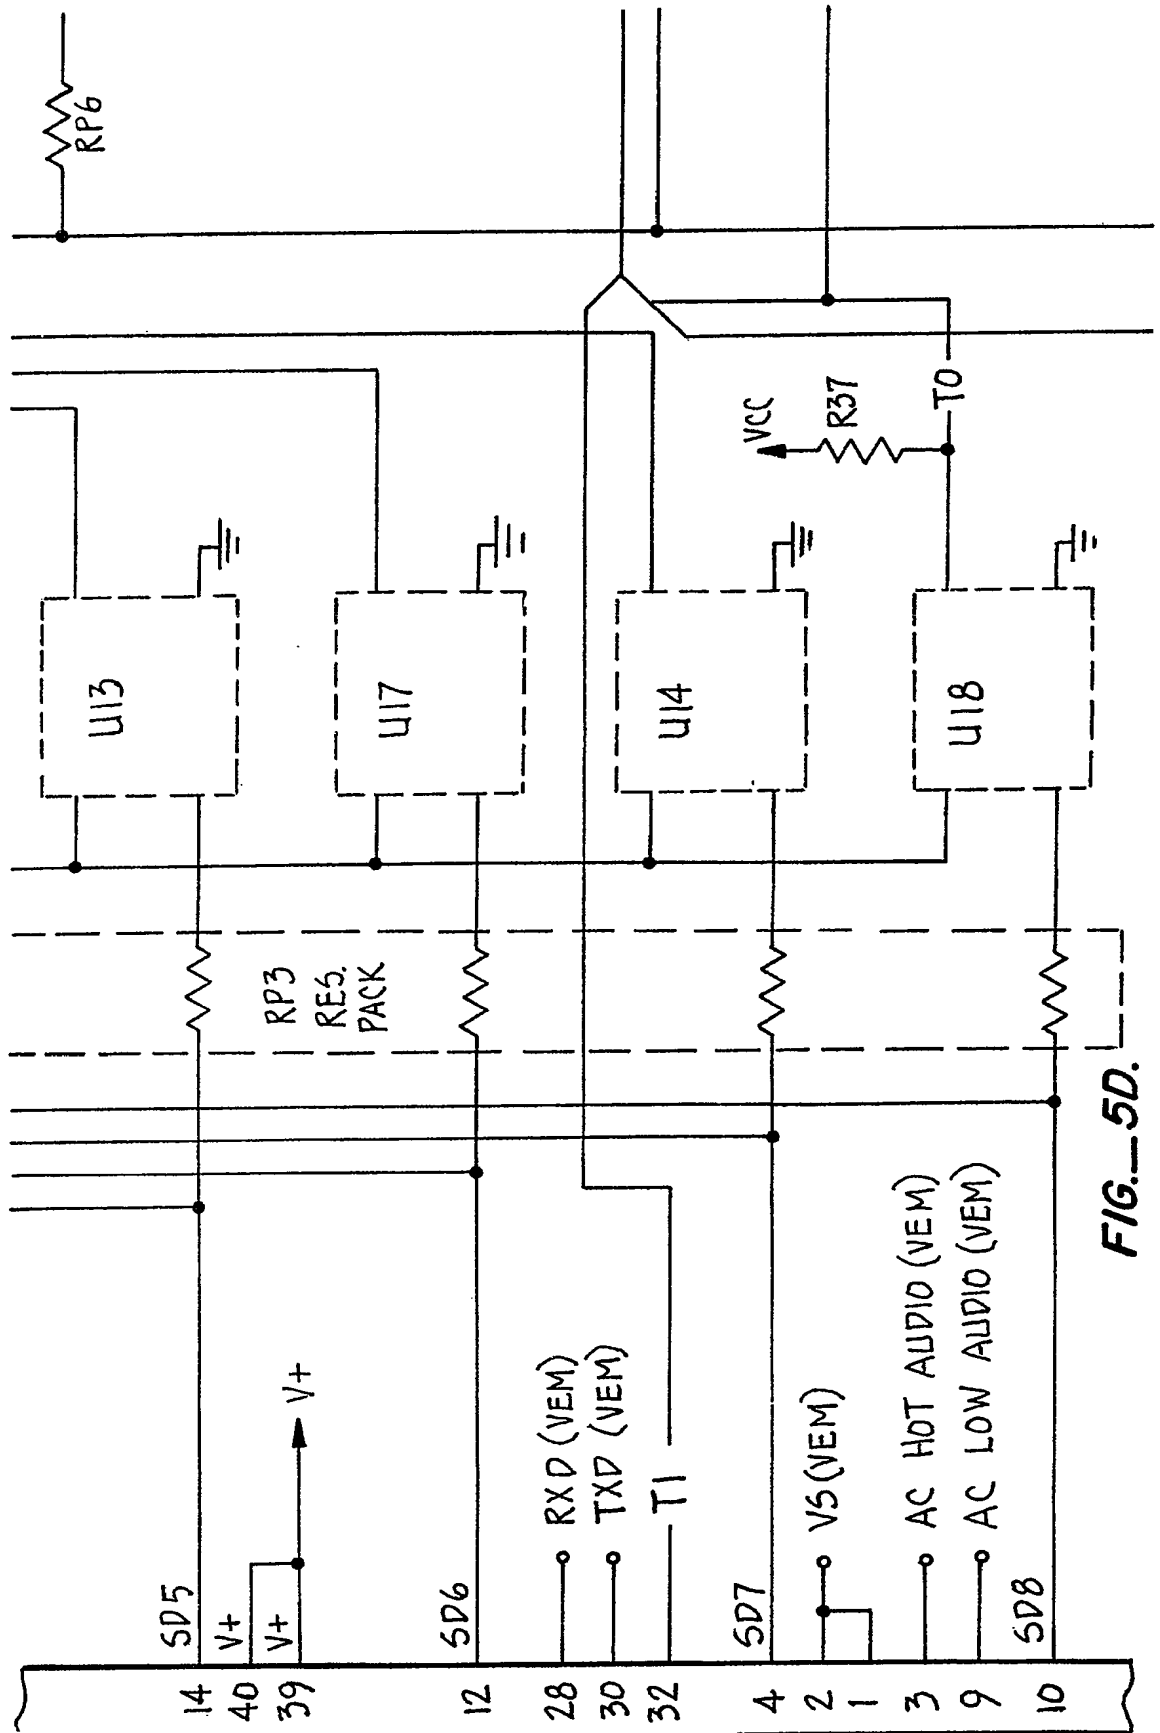 RP6
VCC
R37
TO
U13
U17
U14
U18
RP3
RES.
PACK
V+
RXD (VEM)
TXD (VEM)
T1
VS (VEM)
AC HOT AUDIO (VEM)
AC LOW AUDIO (VEM)
SD5
V+
V+
SD6
SD7
SD8
14
40
39
12
28
30
32
4
2
1
3
9
10
FIG._5D.